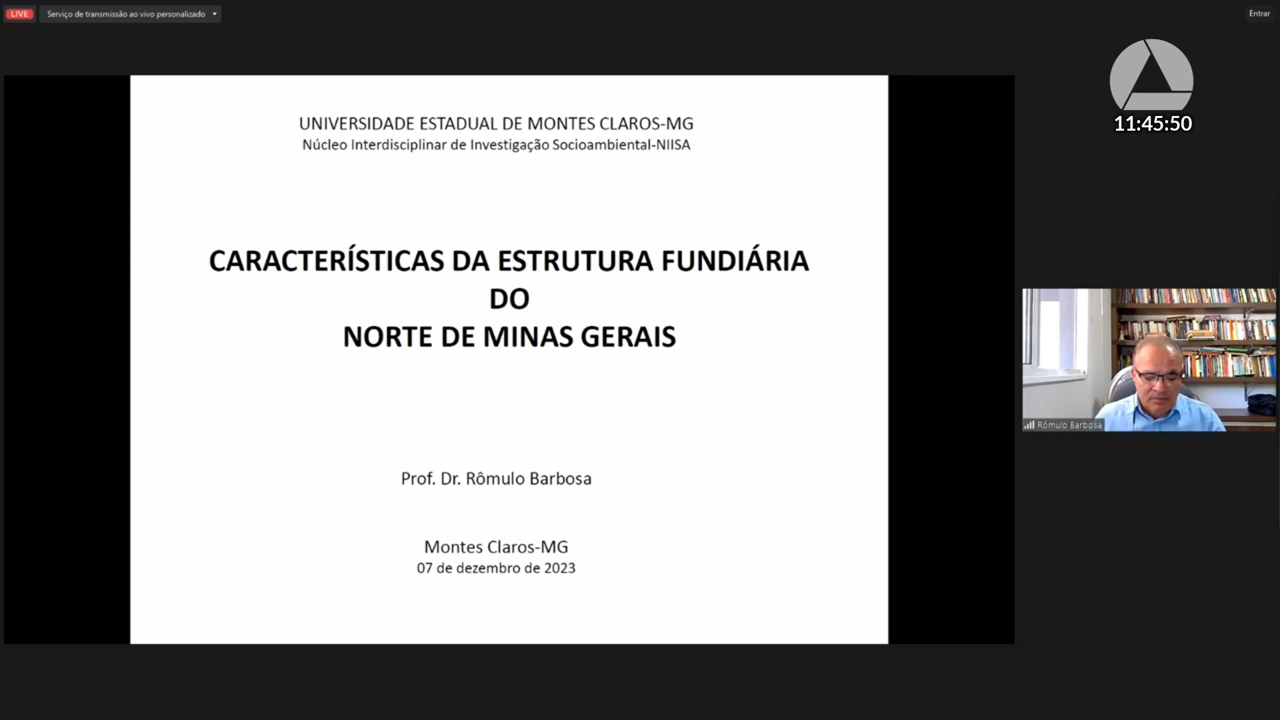 LIVE
Serviço de transmissão ao vivo personalizado
Entrar
11:45:50
UNIVERSIDADE ESTADUAL DE MONTES CLAROS-MG
Núcleo Interdisciplinar de Investigação Socioambiental-NIISA
CARACTERÍSTICAS DA ESTRUTURA FUNDIÁRIA
DO
NORTE DE MINAS GERAIS
Prof. Dr. Rômulo Barbosa
Montes Claros-MG
07 de dezembro de 2023
Rômulo Barbosa